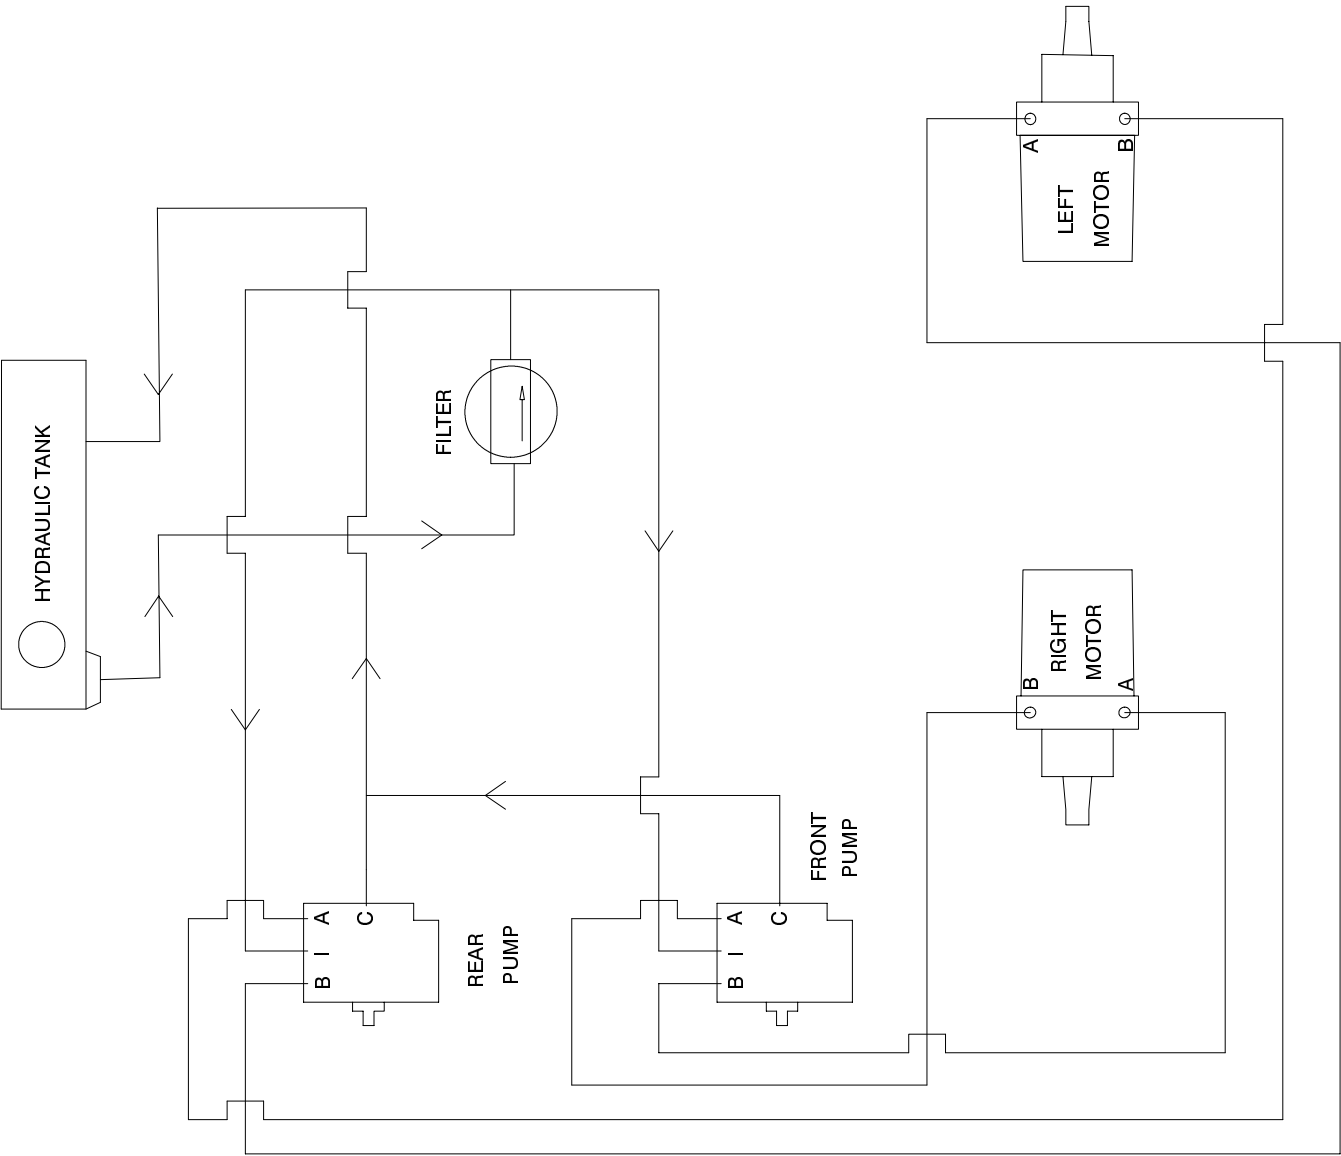 A
B
LEFT
MOTOR
HYDRAULIC TANK
FILTER
RIGHT
MOTOR
B
A
FRONT
PUMP
A
C
I
B
REAR
PUMP
A
C
I
B